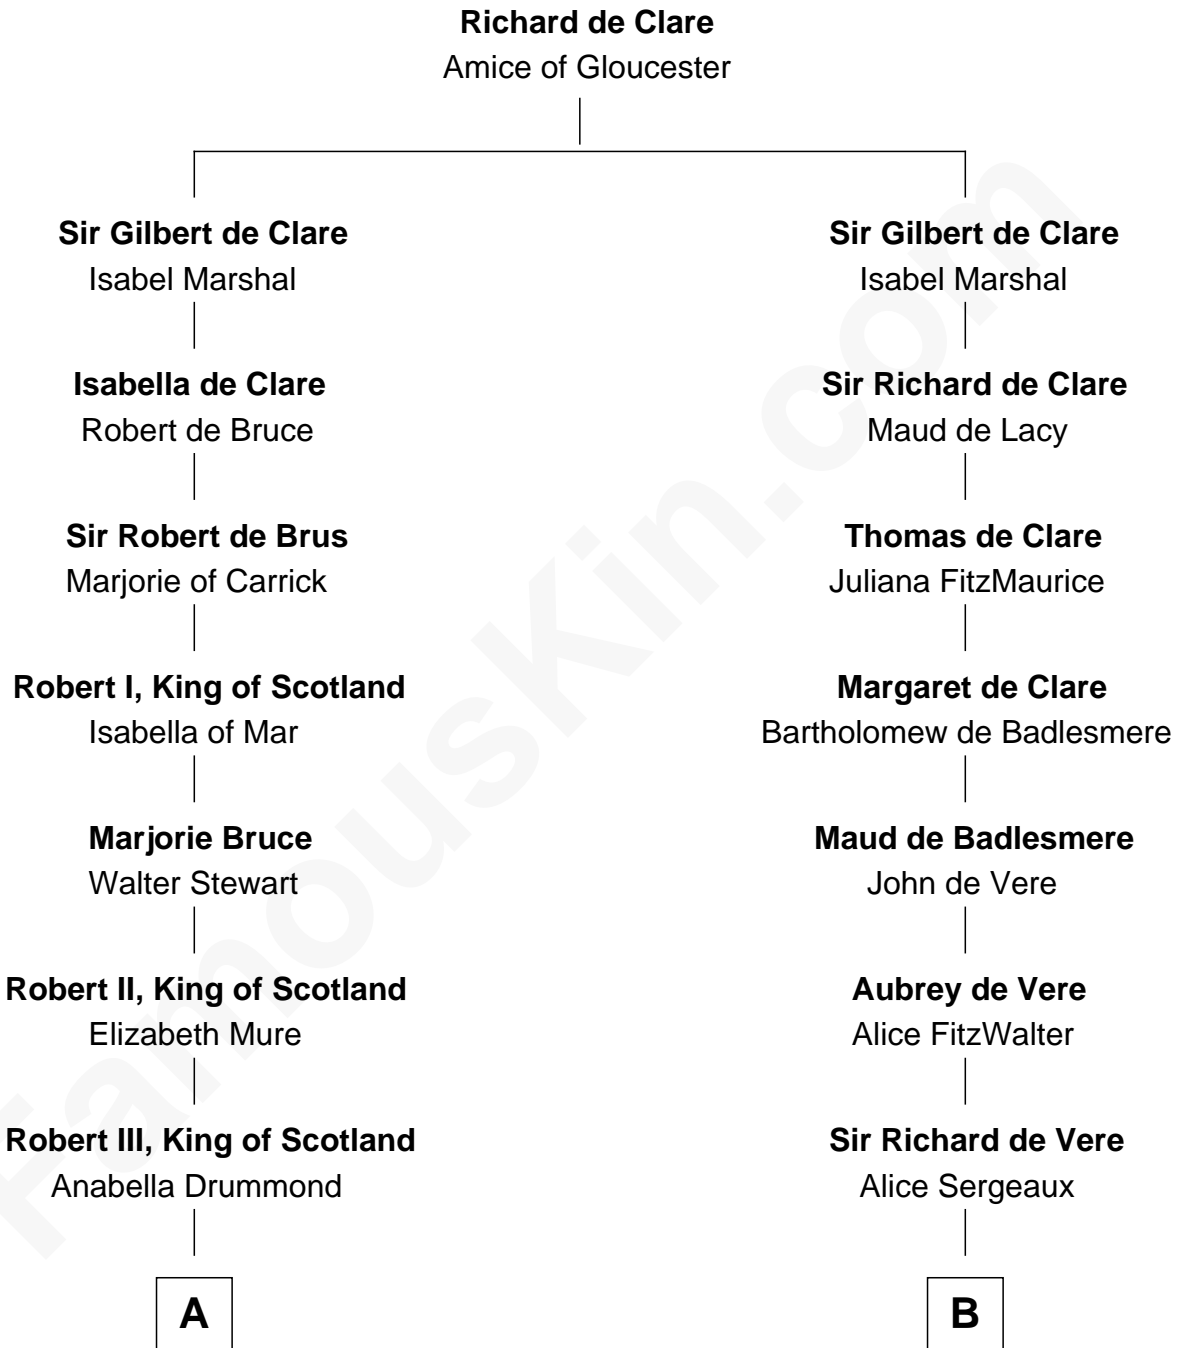 Richard de Clare
Amice of Gloucester
Sir Gilbert de Clare
Isabel Marshal
Isabella de Clare
Robert de Bruce
Sir Robert de Brus
Marjorie of Carrick
Robert I, King of Scotland
Isabella of Mar
Marjorie Bruce
Walter Stewart
Robert II, King of Scotland
Elizabeth Mure
Robert III, King of Scotland
Anabella Drummond
A
Sir Gilbert de Clare
Isabel Marshal
Sir Richard de Clare
Maud de Lacy
Thomas de Clare
Juliana FitzMaurice
Margaret de Clare
Bartholomew de Badlesmere
Maud de Badlesmere
John de Vere
Aubrey de Vere
Alice FitzWalter
Sir Richard de Vere
Alice Sergeaux
B
FamousKin.com